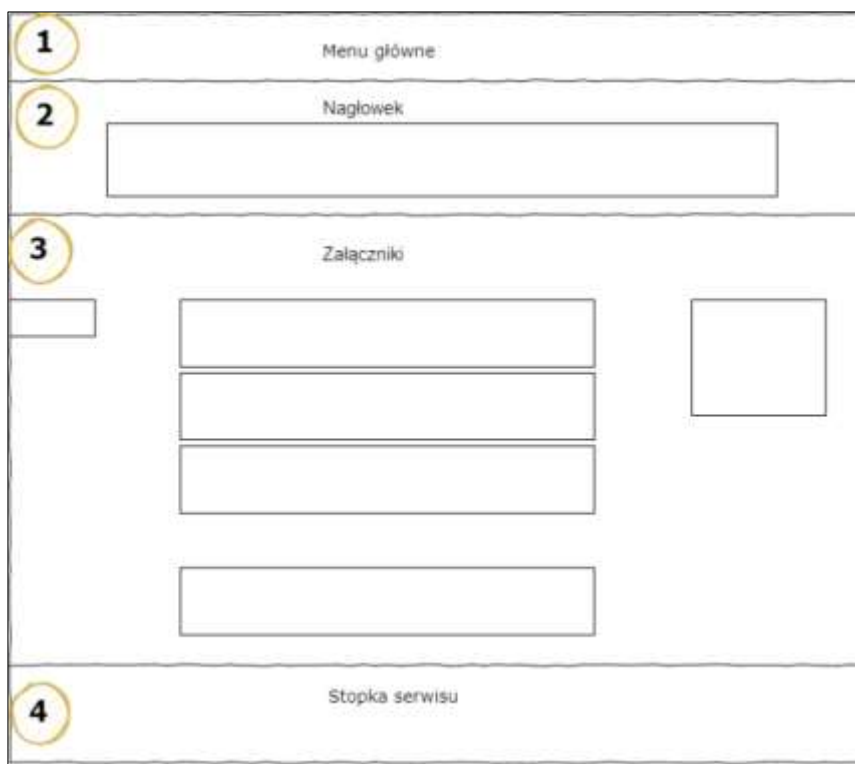 1
Menu główne
2
Nagłowek
3
Załączniki
4
Stopka serwisu